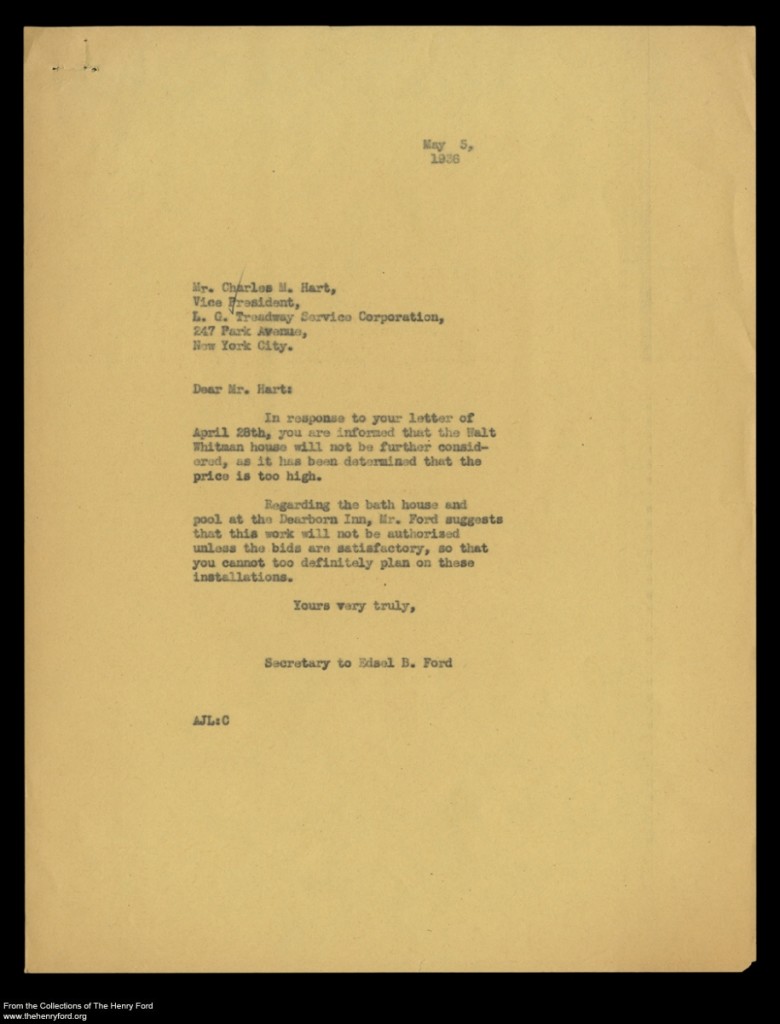 May 5,
1936
Mr. Charles M. Hart,
Vice President,
L. G. Treadway Service Corporation,
247 Park Avenue,
New York City.
Dear Mr. Hart:
In response to your letter of
April 28th, you are informed that the Walt
Whitman house will not be further consid-
ered, as it has been determined that the
price is too high.
Regarding the bath house and
pool at the Dearborn Inn, Mr. Ford suggests
that this work will not be authorized
unless the bids are satisfactory, so that
you cannot too definitely plan on these
installations.
Yours very truly,
Secretary to Edsel B. Ford
AJL:C
From the Collections of The Henry Ford
www.thehenryford.org